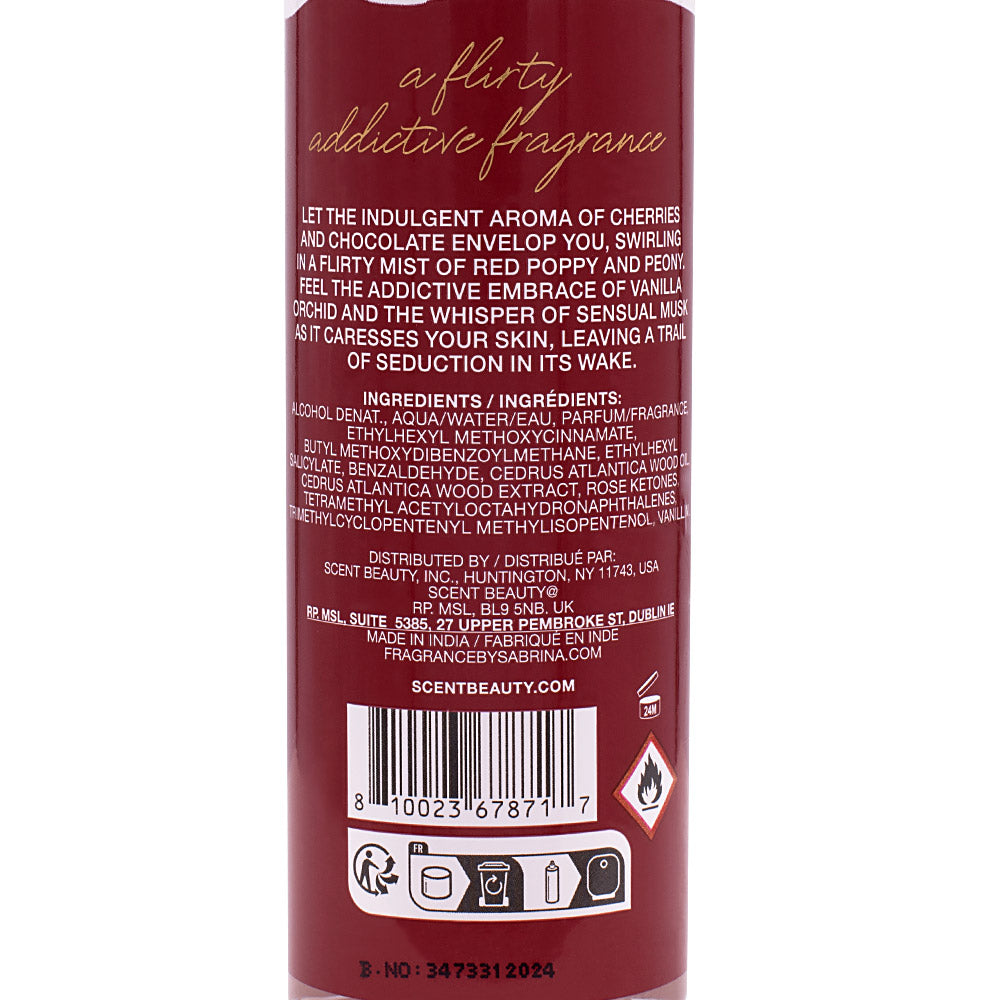 a flirty
addictive fragrance
LET THE INDULGENT AROMA OF CHERRIES
AND CHOCOLATE ENVELOP YOU, SWIRLING
IN A FLIRTY MIST OF RED POPPY AND PEONY.
FEEL THE ADDICTIVE EMBRACE OF VANILLA
ORCHID AND THE WHISPER OF SENSUAL MUSK
AS IT CARESSES YOUR SKIN, LEAVING A TRAIL
OF SEDUCTION IN ITS WAKE.
INGREDIENTS / INGRÉDIENTS:
ALCOHOL DENAT., AQUA/WATER/EAU, PARFUM/FRAGRANCE,
ETHYLHEXYL METHOXYCINNAMATE,
BUTYL METHOXYDIBENZOYLMETHANE, ETHYLHEXYL
SALICYLATE, BENZALDEHYDE, CEDRUS ATLANTICA WOOD OIL,
CEDRUS ATLANTICA WOOD EXTRACT, ROSE KETONES,
TETRAMETHYL ACETYLOCTAHYDRONAPHTHALENES,
TRIMETHYLCYCLOPENTENYL METHYLISOPENTENOL, VANILLIN
DISTRIBUTED BY / DISTRIBUÉ PAR:
SCENT BEAUTY, INC., HUNTINGTON, NY 11743, USA
SCENT BEAUTY@
RP. MSL, BL9 5NB. UK
RP. MSL, SUITE 5385, 27 UPPER PEMBROKE ST, DUBLIN IE
MADE IN INDIA / FABRIQUÉ EN INDE
FRAGRANCEBYSABRINA.COM
SCENTBEAUTY.COM
24M
8 10023 67871 7
FR
B.NO: 3473312024